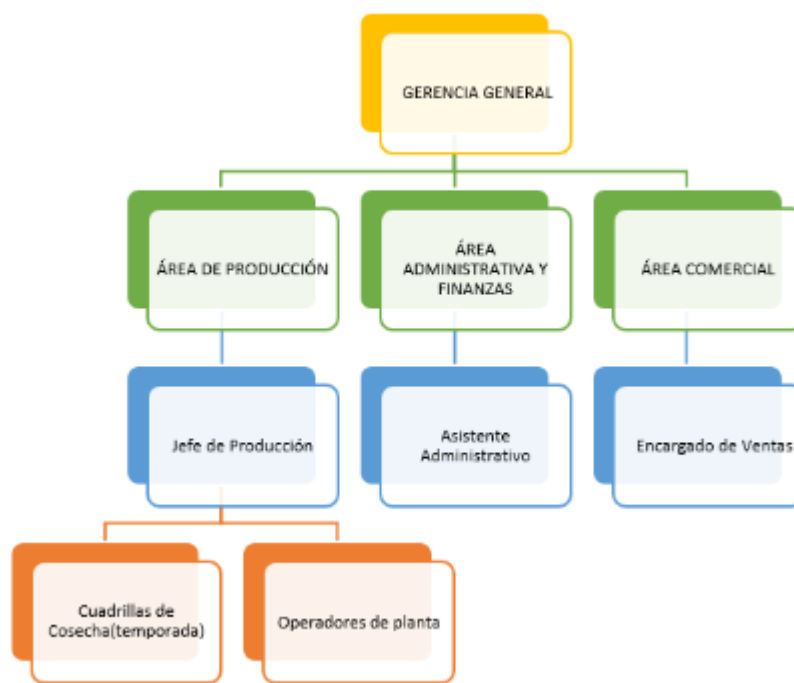 GERENCIA GENERAL
ÁREA DE PRODUCCIÓN
ÁREA
ADMINISTRATIVA Y
FINANZAS
ÁREA COMERCIAL
Jefe de Producción
Asistente
Administrativo
Encargado de Ventas
Cuadrillas de
Cosecha(temporada)
Operadores de planta